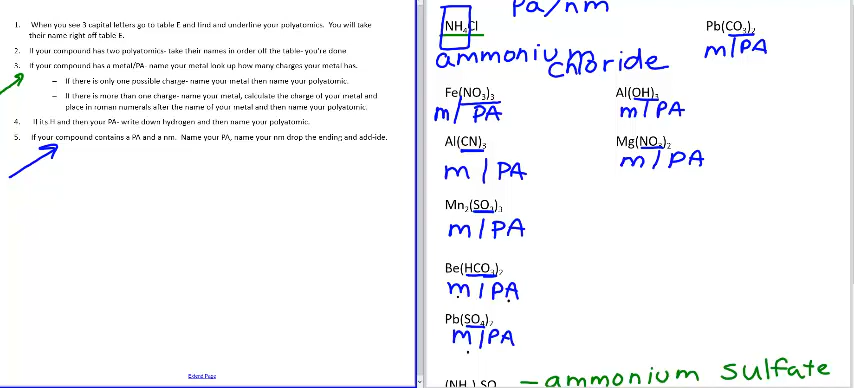 1. When you see 3 capital letters go to table E and find and underline your polyatomics. You will take
their name right off table E.
2. If your compound has two polyatomics- take their names in order off the table- you're done
3. If your compound has a metal/PA- name your metal look up how many charges your metal has.
– If there is only one possible charge- name your metal then name your polyatomic.
– If there is more than one charge- name your metal, calculate the charge of your metal and
place in roman numerals after the name of your metal and then name your polyatomic.
4. If its H and then your PA- write down hydrogen and then name your polyatomic.
5. If your compound contains a PA and a nm. Name your PA, name your nm drop the ending and add-ide.
Extend Page
Pa/nm
NH₄Cl
ammonium
chloride
Pb(CO₃)₂
m/PA
Fe(NO₃)₃
m/PA
Al(OH)₃
m/PA
Al(CN)₃
m/PA
Mg(NO₃)₂
m/PA
Mn₂(SO₃)₃
m/PA
Be(HCO₃)₂
m/PA
Pb(SO₄)₂
m/PA
(NH₄) SO
- ammonium sulfate